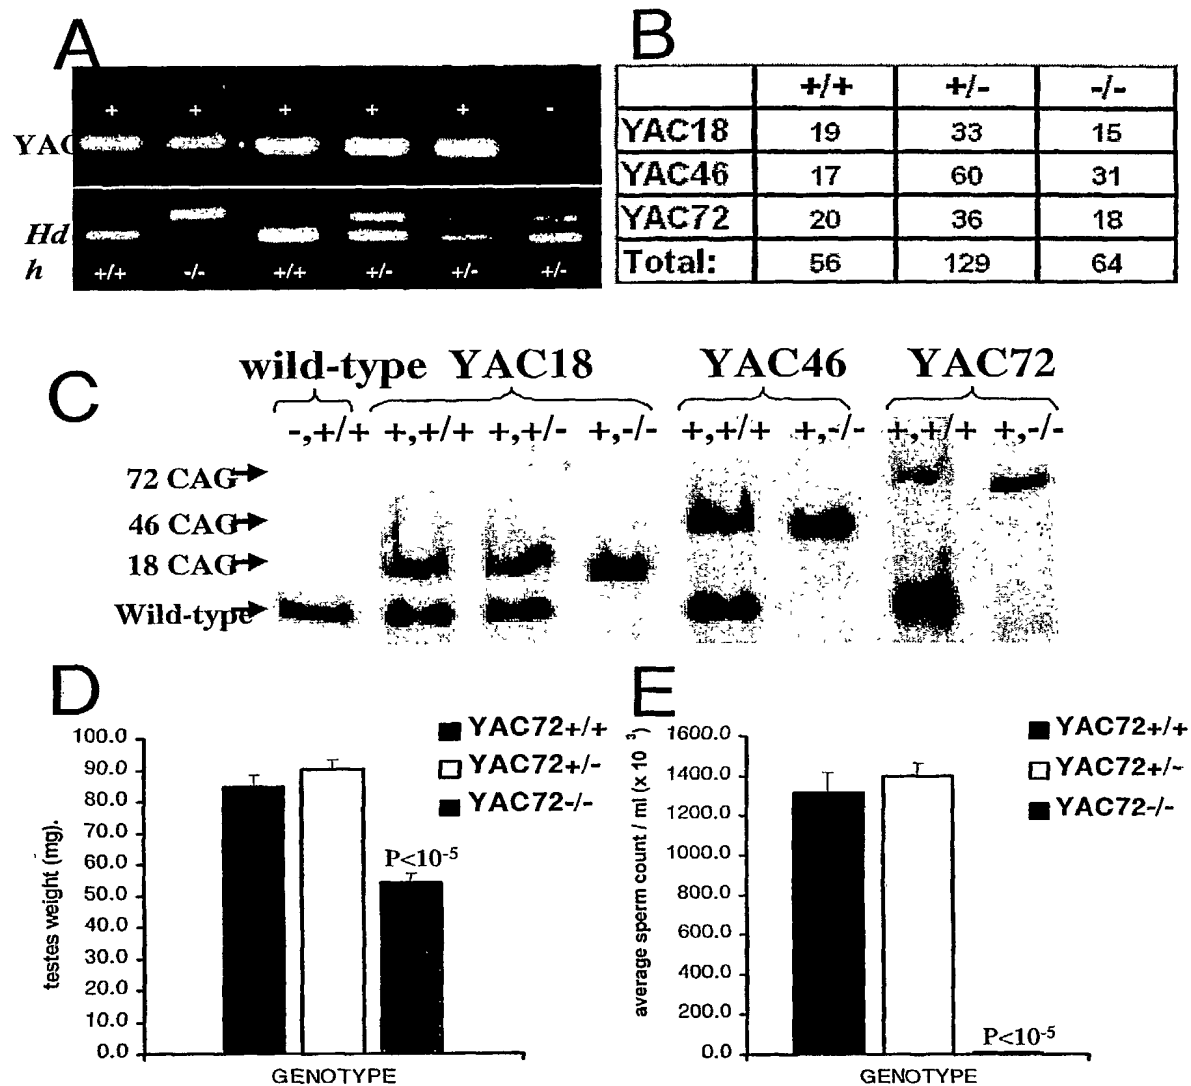 A
+ + + + + -
YAC
Hd
h
+/+ -/- +/+ +/- +/- +/-
B
+/+ +/- -/-
YAC18 19 33 15
YAC46 17 60 31
YAC72 20 36 18
Total: 56 129 64
C
wild-type YAC18 YAC46 YAC72
-,+/+ +,+/+ +,+/- +,-/- +,+/+ +,-/- +,+/+ +,-/-
72 CAG
46 CAG
18 CAG
Wild-type
D
testes weight (mg).
100.0
90.0
80.0
70.0
60.0
50.0
40.0
30.0
20.0
10.0
0.0
YAC72+/+
YAC72+/-
YAC72-/-
P<10-5
GENOTYPE
E
average sperm count / ml (x 10 3)
1600.0
1400.0
1200.0
1000.0
800.0
600.0
400.0
200.0
0.0
YAC72+/+
YAC72+/-
YAC72-/-
P<10-5
GENOTYPE